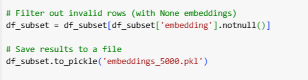 # Filter out invalid rows (with None embeddings)
df_subset = df_subset[df_subset['embedding'].notnull()]
# Save results to a file
df_subset.to_pickle('embeddings_5000.pkl')